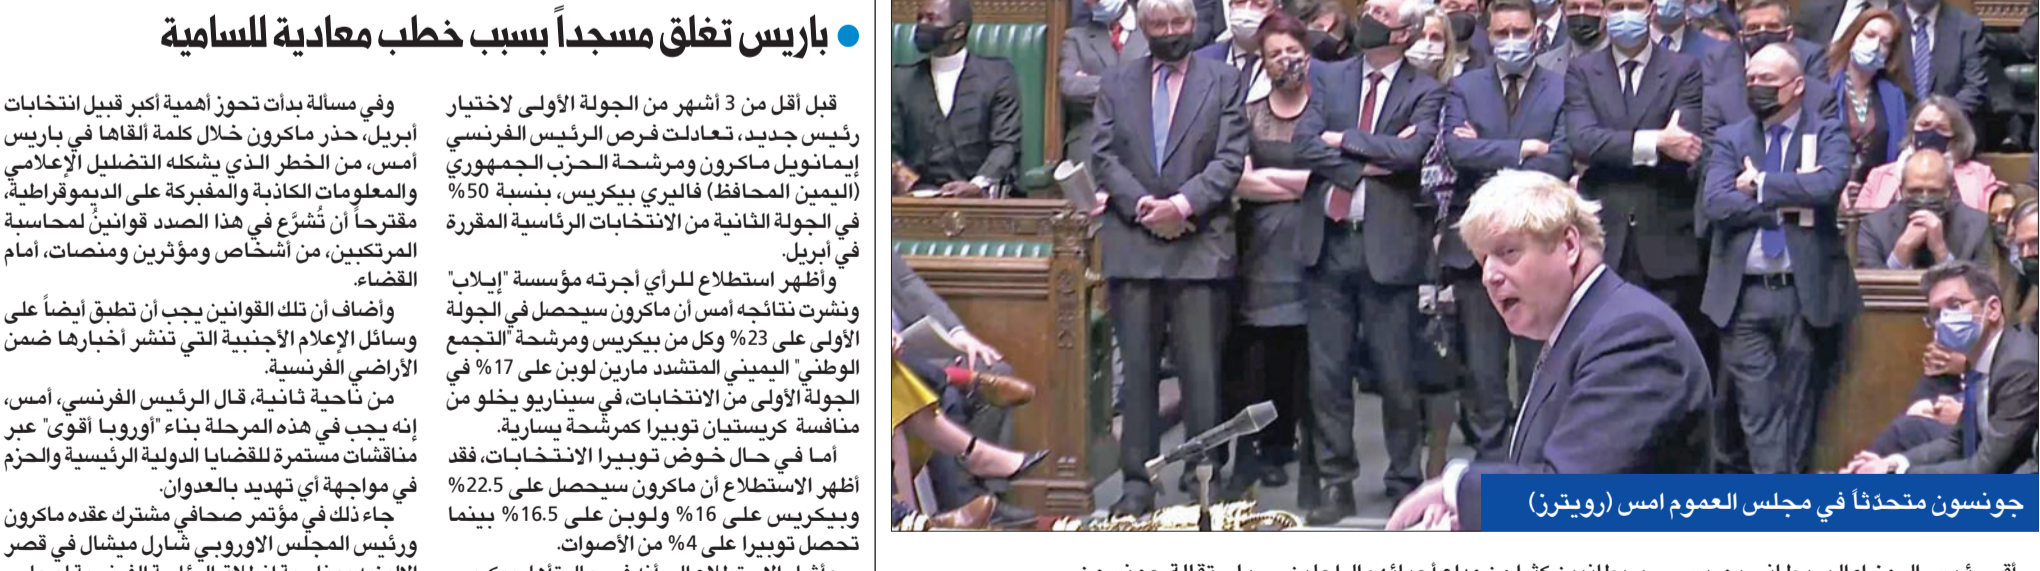 باريس تغلق مسجداً بسبب خطب معادية للسامية
قبل أقل من 3 أشهر من الجولة الأولى لاختيار
رئيس جديد، تعادلت فرص الرئيس الفرنسي
إيمانويل ماكرون ومرشحة الحزب الجمهوري
(اليمين المحافظ) فاليري بيكريس، بنسبة 50%
في الجولة الثانية من الانتخابات الرئاسية المقررة
في أبريل.
وأظهر استطلاع للرأي أجرته مؤسسة "إيلاب"
ونشرت نتائجه أمس أن ماكرون سيحصل في الجولة
الأولى على 23% وكل من بيكريس ومرشحة "التجمع
الوطني" اليميني المتشدد مارين لوبن على 17% في
الجولة الأولى من الانتخابات، في سيناريو يخلو من
منافسة كريستيان توبيرا كمرشحة يسارية.
أما في حال خوض توبيرا الانتخابات، فقد
أظهر الاستطلاع أن ماكرون سيحصل على 22.5%
وبيكريس على 16% ولوبن على 16.5% بينما
تحصل توبيرا على 4% من الأصوات.
وفي مسألة بدأت تحوز أهمية أكبر قبيل انتخابات
أبريل، حذر ماكرون خلال كلمة ألقاها في باريس
أمس، من الخطر الذي يشكله التضليل الإعلامي
والمعلومات الكاذبة والمفبركة على الديموقراطية،
مقترحاً أن تُشرَّع في هذا الصدد قوانينُ لمحاسبة
المرتكبين، من أشخاص ومؤثرين ومنصات، أمام
القضاء.
وأضاف أن تلك القوانين يجب أن تطبق أيضاً على
وسائل الإعلام الأجنبية التي تنشر أخبارها ضمن
الأراضي الفرنسية.
من ناحية ثانية، قال الرئيس الفرنسي، أمس،
إنه يجب في هذه المرحلة بناء "أوروبا أقوى" عبر
مناقشات مستمرة للقضايا الدولية الرئيسية والحزم
في مواجهة أي تهديد بالعدوان.
جاء ذلك في مؤتمر صحافي مشترك عقده ماكرون
ورئيس المجلس الاوروبي شارل ميشال في قصر
جونسون متحدّثاً في مجلس العموم امس (رويترز)